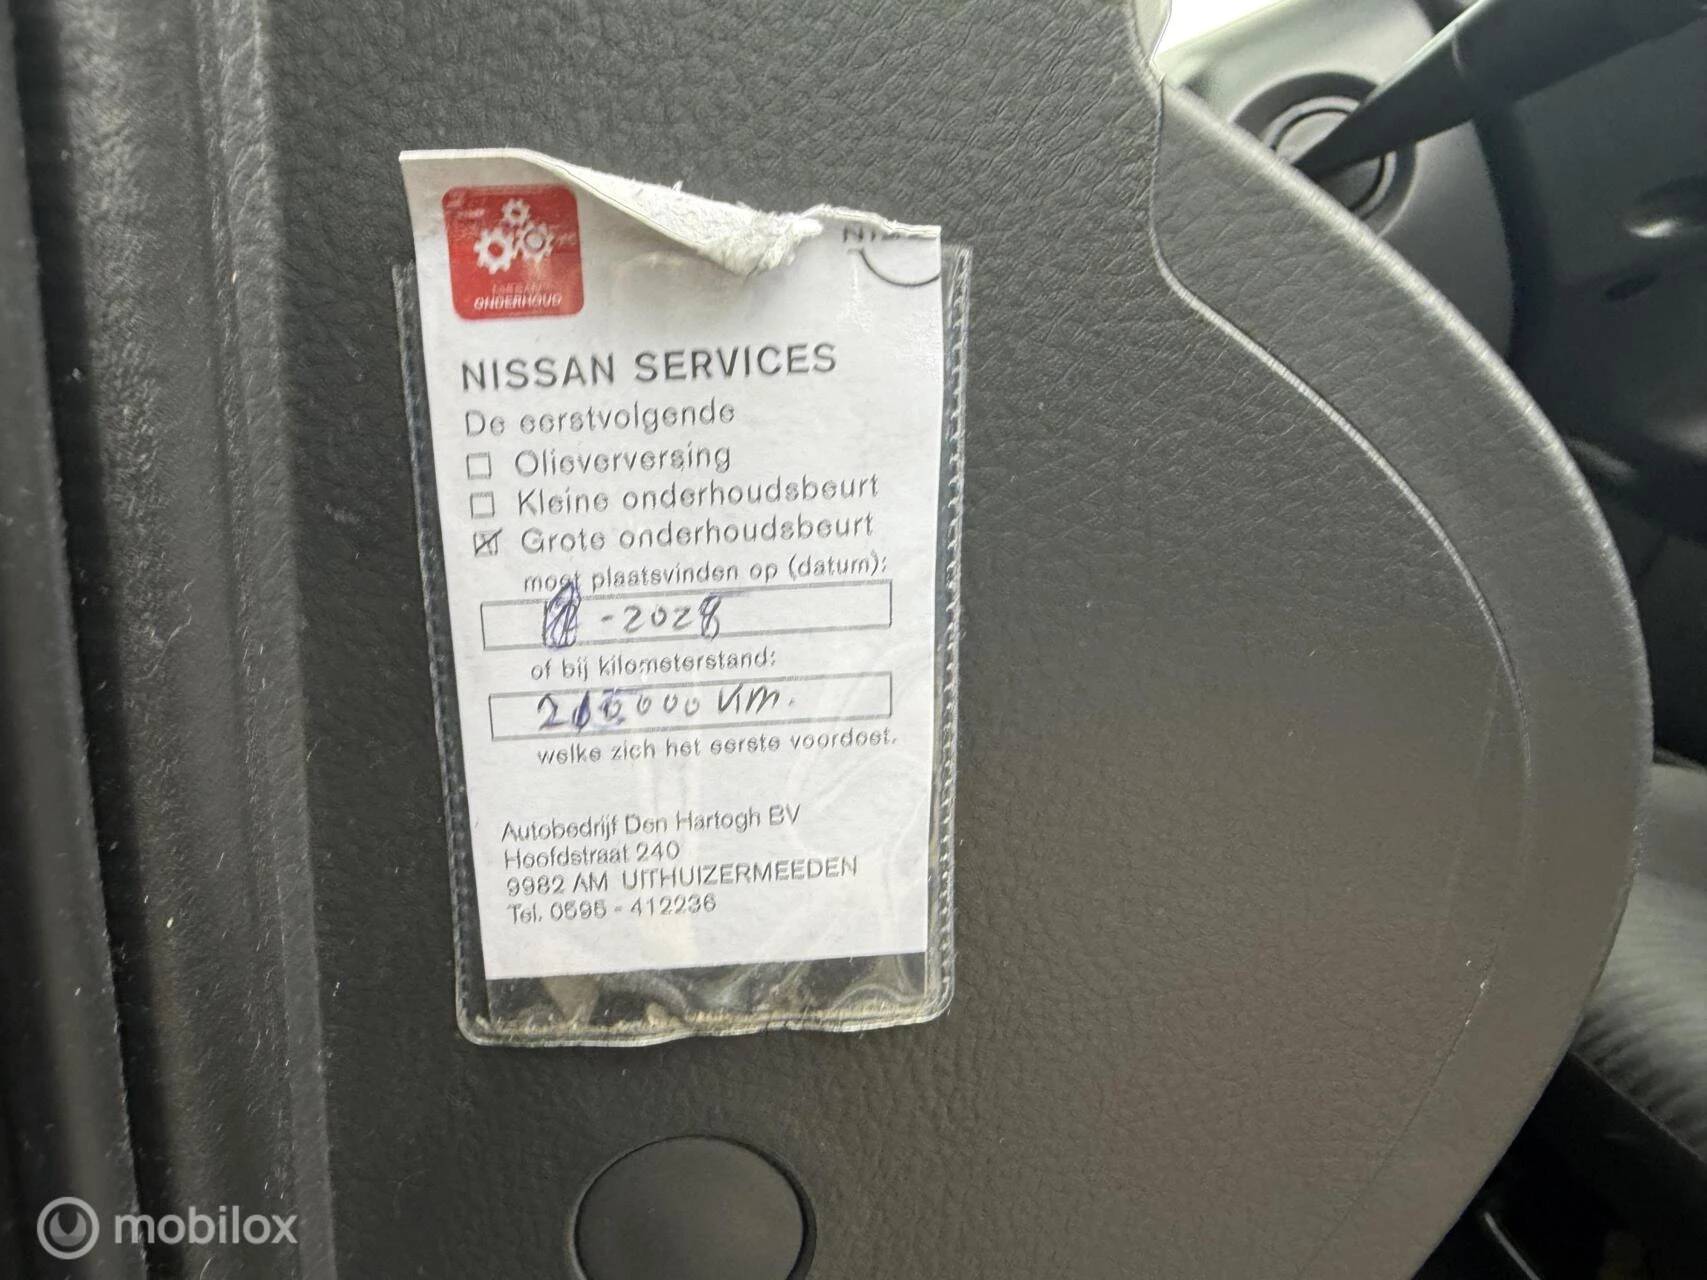 ONDERHOUD
NISSAN SERVICES
De eerstvolgende
Olieverversing
Kleine onderhoudsbeurt
Grote onderhoudsbeurt
moet plaatsvinden op (datum):
of bij kilometerstand:
km.
welke zich het eerste voordoet.
Autobedrijf Den Hartogh BV
Hoofdstraat 240
9982 AM UITHUIZERMEEDEN
Tel. 0595 - 412236
mobilox